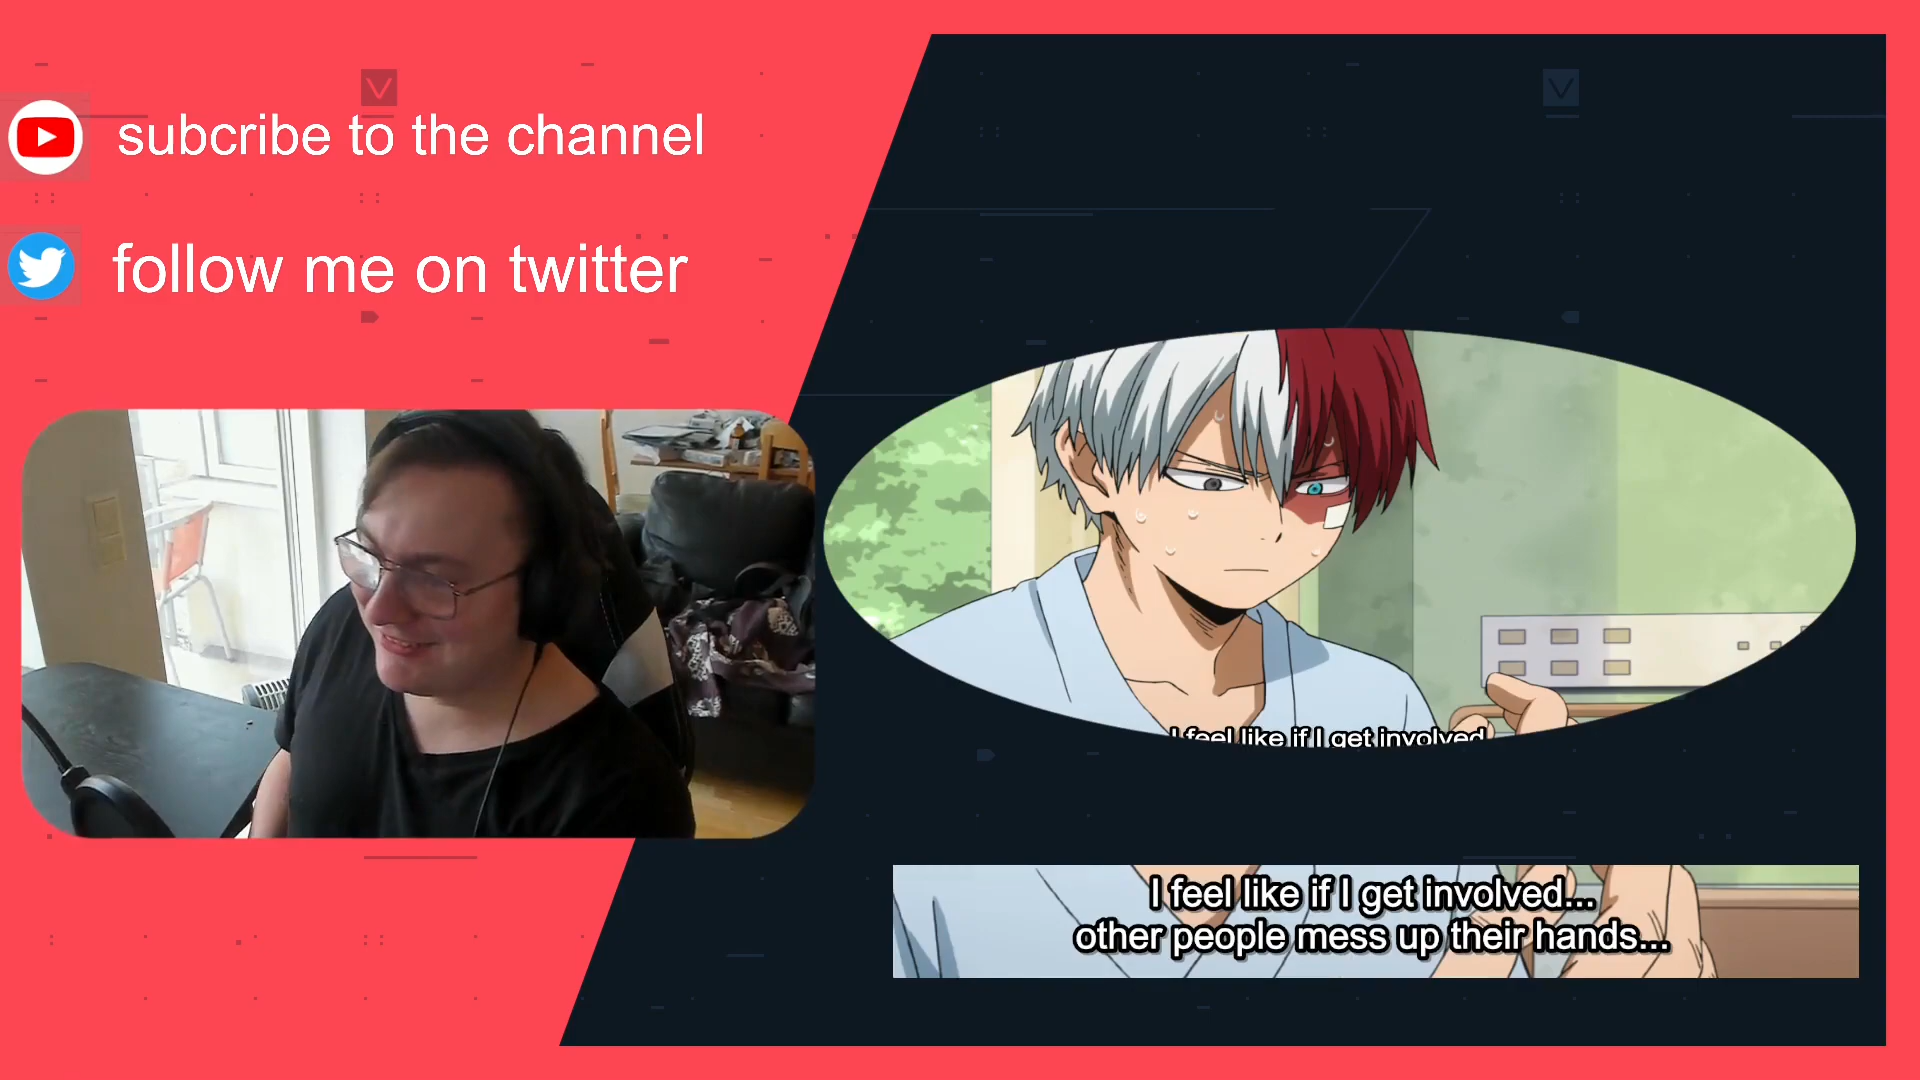 subcribe to the channel
follow me on twitter
I feel like if I get involved
I feel like if I get involved...
other people mess up their hands...